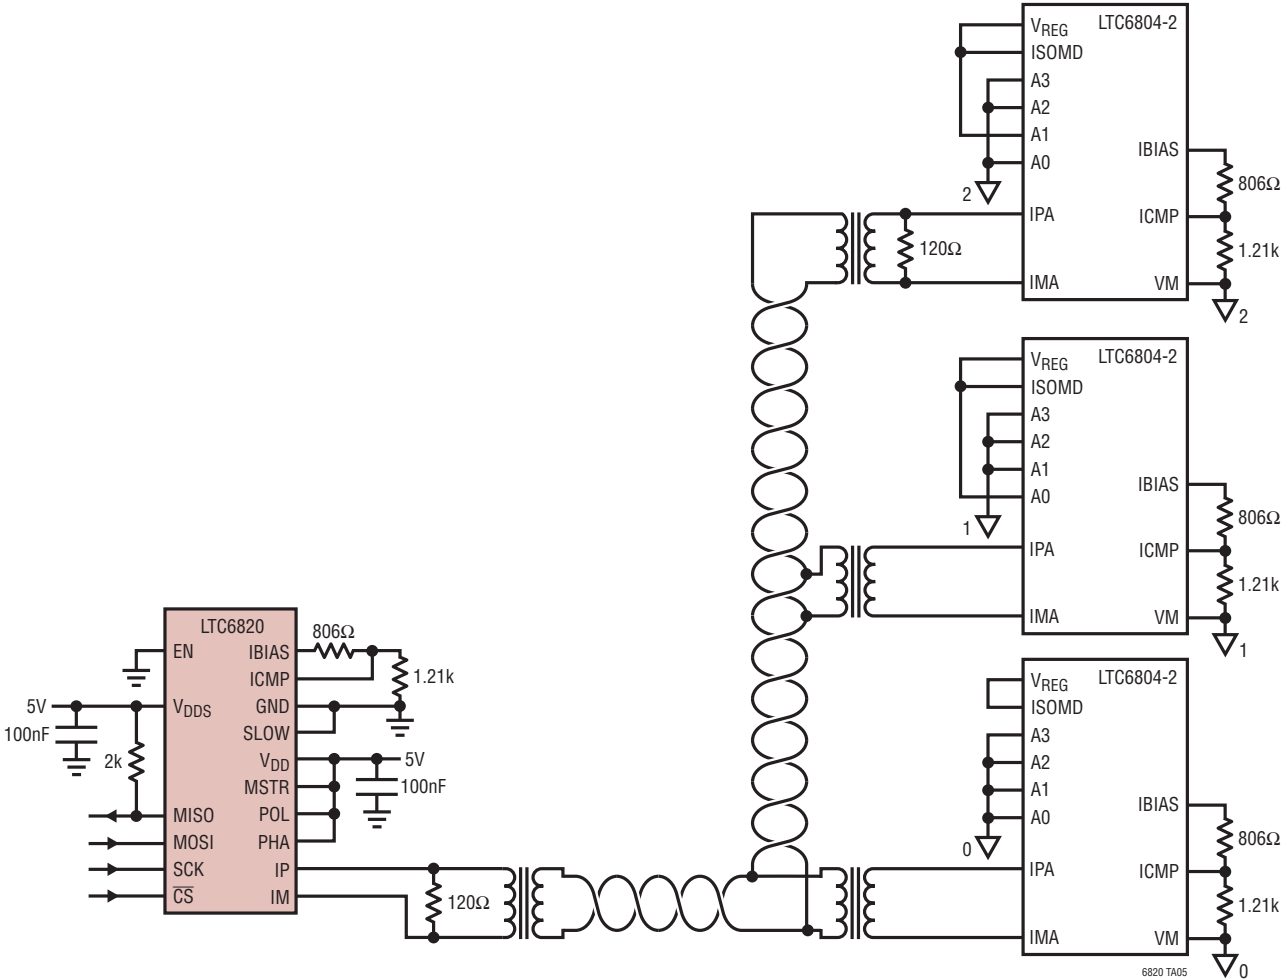 VREG
LTC6804-2
ISOMD
A3
A2
A1
A0
2
IBIAS
806Ω
ICMP
1.21k
VM
2
IPA
120Ω
IMA
VREG
LTC6804-2
ISOMD
A3
A2
A1
A0
1
IBIAS
806Ω
ICMP
1.21k
VM
1
IPA
IMA
LTC6820
EN
IBIAS
806Ω
ICMP
1.21k
5V
VDDS
GND
100nF
SLOW
2k
VDD
5V
MSTR
100nF
MISO
POL
MOSI
PHA
SCK
IP
CS
IM
120Ω
VREG
LTC6804-2
ISOMD
A3
A2
A1
A0
0
IBIAS
806Ω
ICMP
1.21k
VM
0
IPA
IMA
6820 TA05